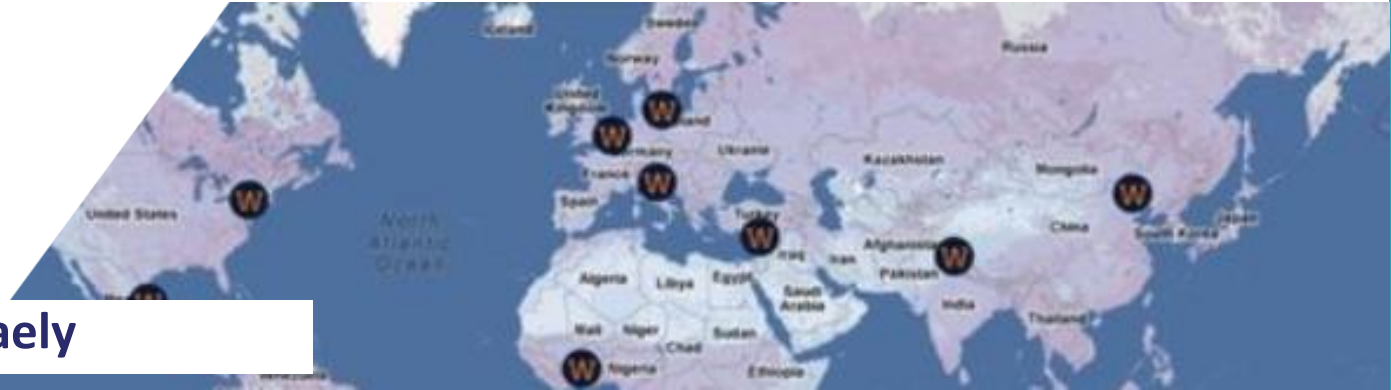 Iceland
Sweden
Russia
Norway
United
Kingdom
W
W
Ukraine
Kazakhstan
Mongolia
France
W
W
W
Spain
United States
North
Atlantic
Ocean
Turkey
W
Iraq
Iran
Afghanistan
W
Pakistan
China
South Korea
Japan
Algeria
Libya
Egypt
Saudi
Arabia
India
Thailand
Mali
Niger
Chad
Sudan
Ethiopia
W
Nigeria
aely